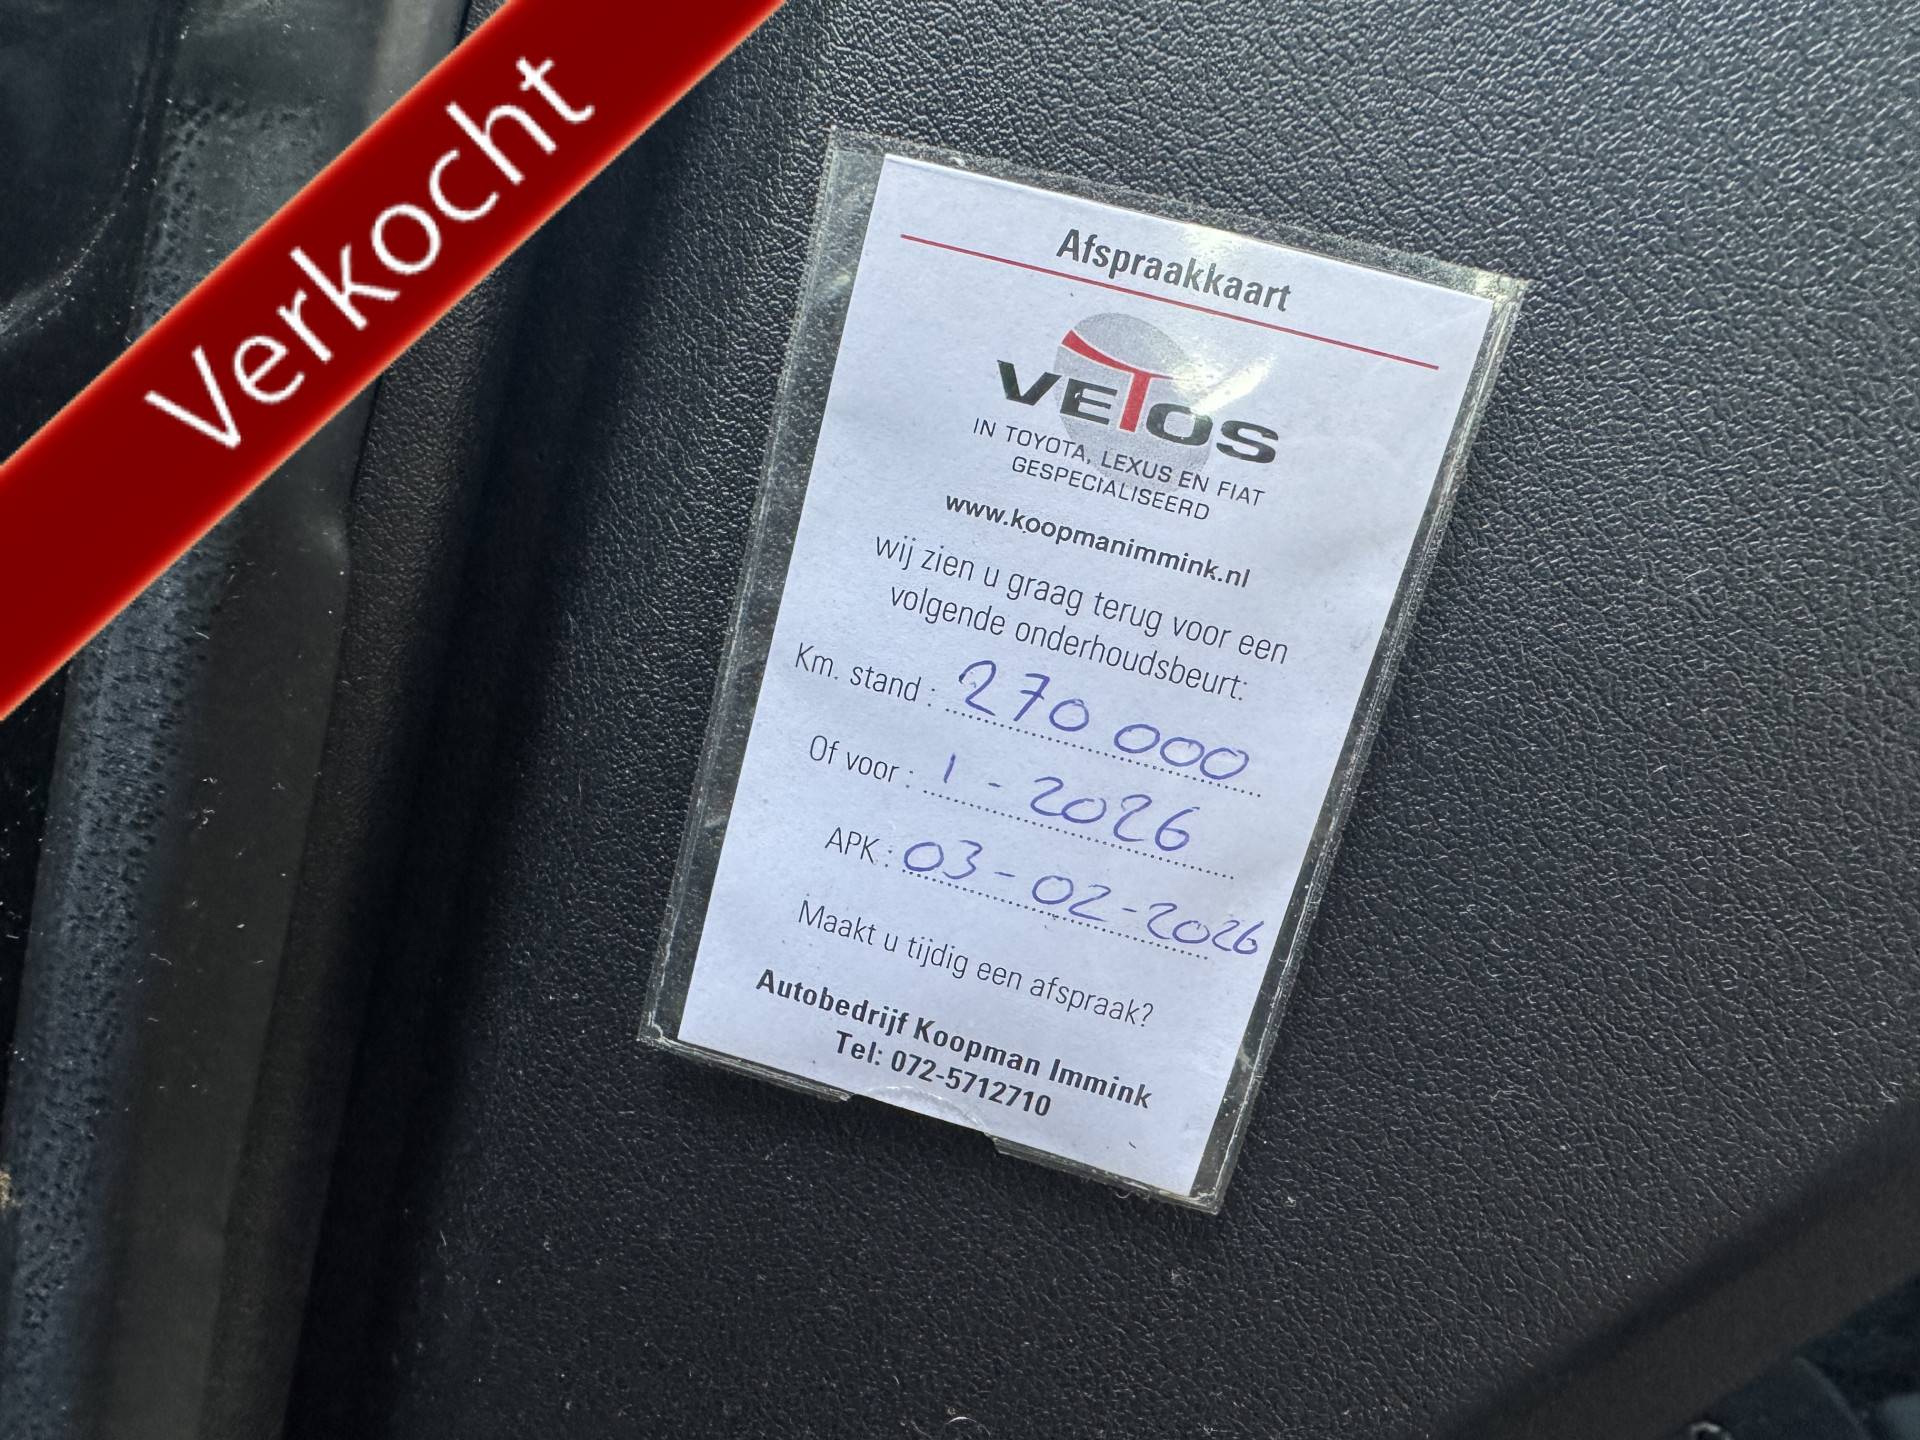 Verkocht
Afspraakkaart
VETOS
IN TOYOTA, LEXUS EN FIAT
GESPECIALISEERD
www.koopmanimmink.nl
wij zien u graag terug voor een
volgende onderhoudsbeurt:
Km. stand : 270 000
Of voor : 1 - 2026
APK : 03 - 02 - 2026
Maakt u tijdig een afspraak?
Autobedrijf Koopman Immink
Tel: 072-5712710